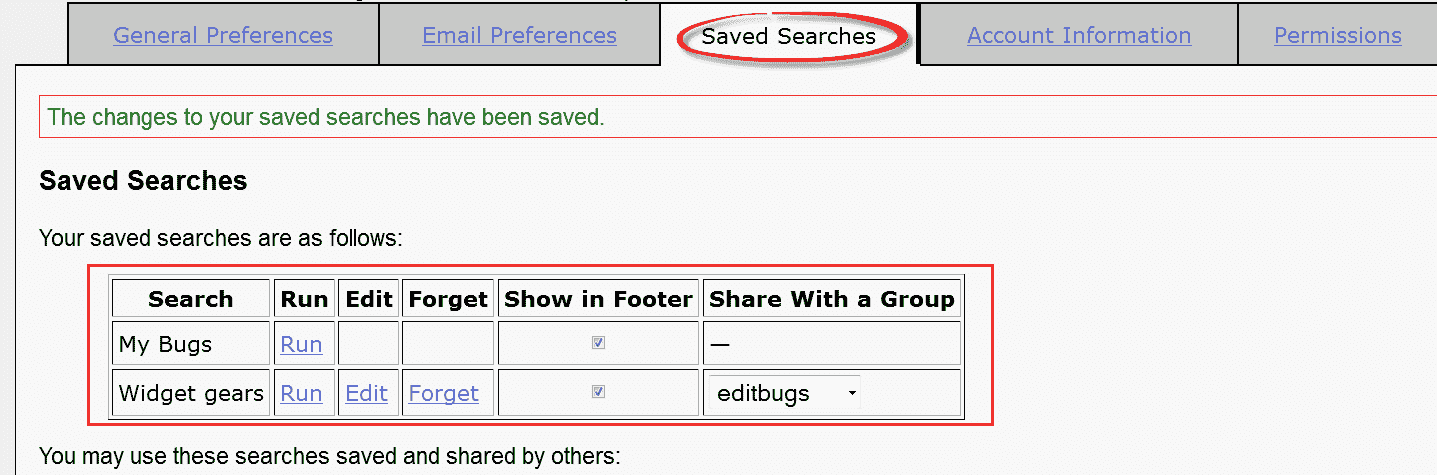 General Preferences Email Preferences Saved Searches Account Information Permissions
The changes to your saved searches have been saved.
Saved Searches
Your saved searches are as follows:
Search Run Edit Forget Show in Footer Share With a Group
My Bugs Run —
Widget gears Run Edit Forget editbugs
You may use these searches saved and shared by others: